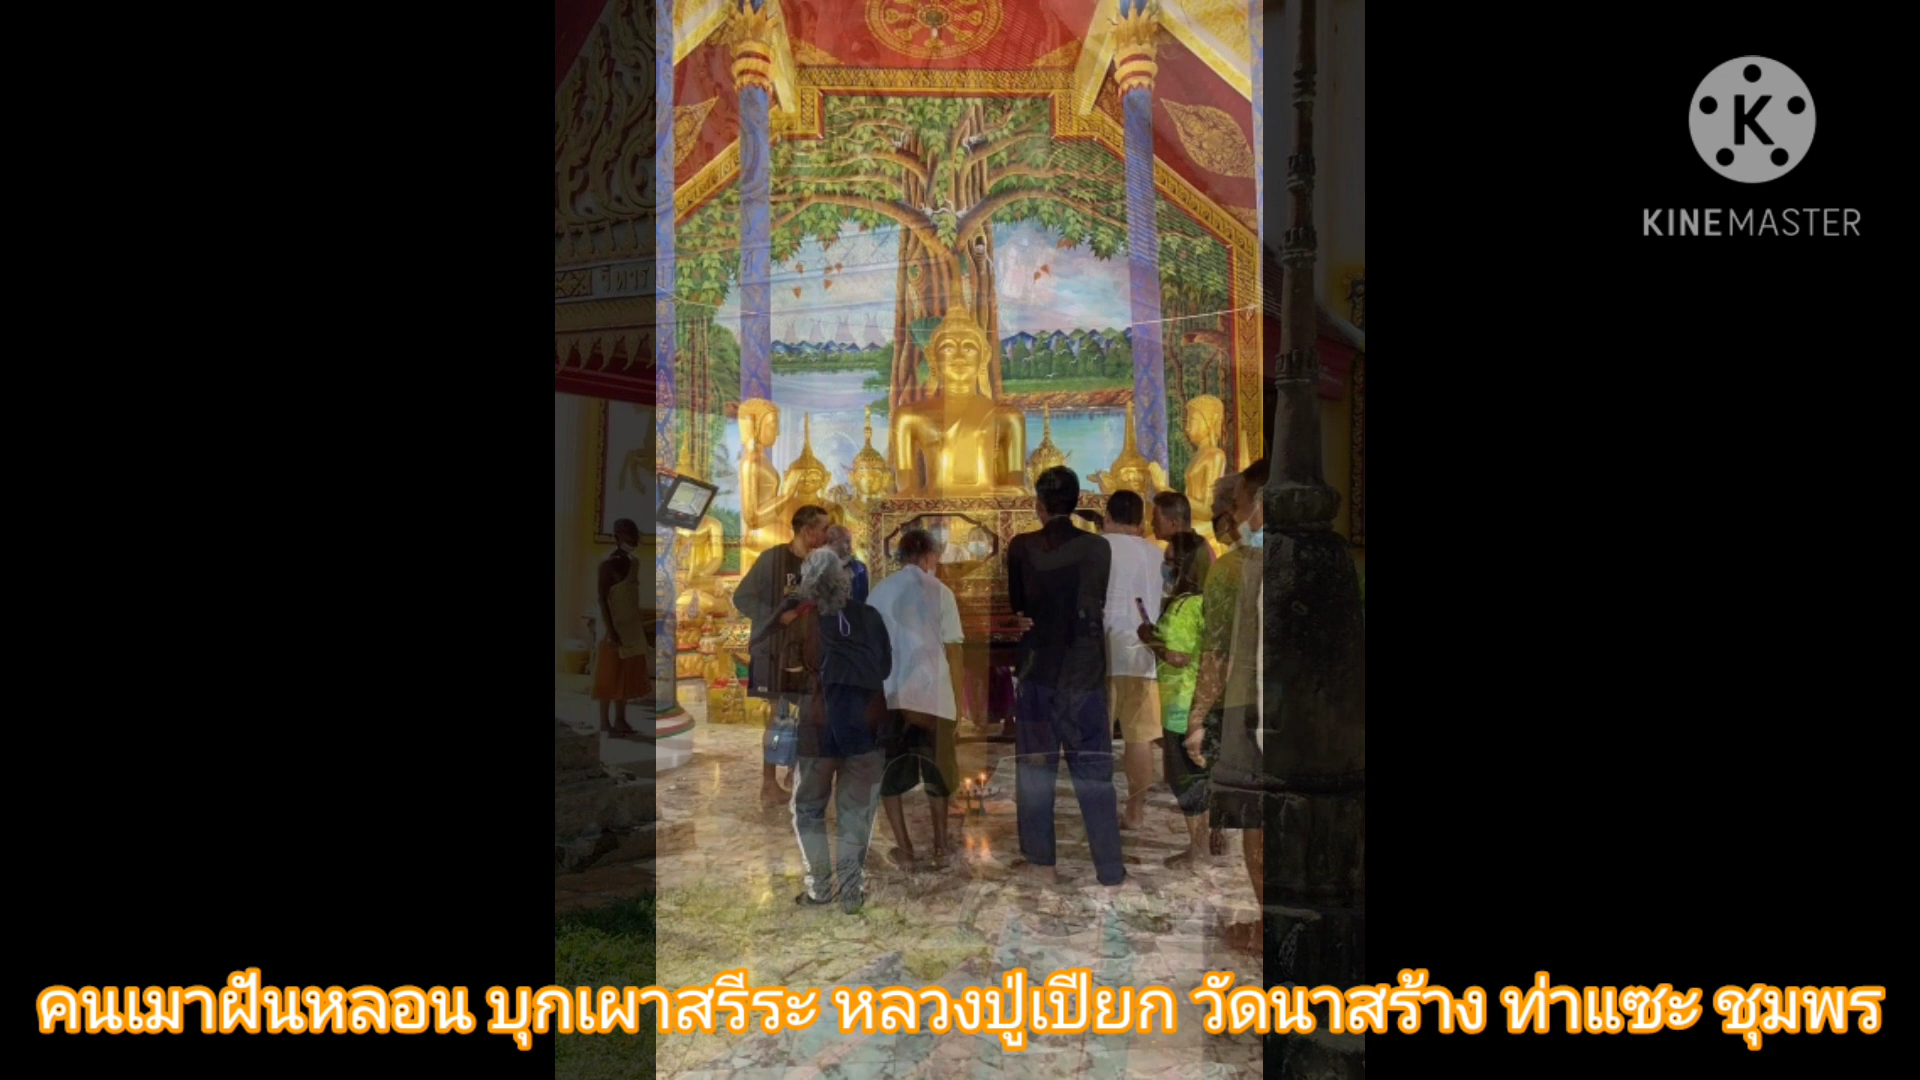 K
KINEMASTER
คนเมาฝันหลอน บุกเผาสรีระ หลวงปู่เปียก วัดนาสร้าง ท่าแซะ ชุมพร